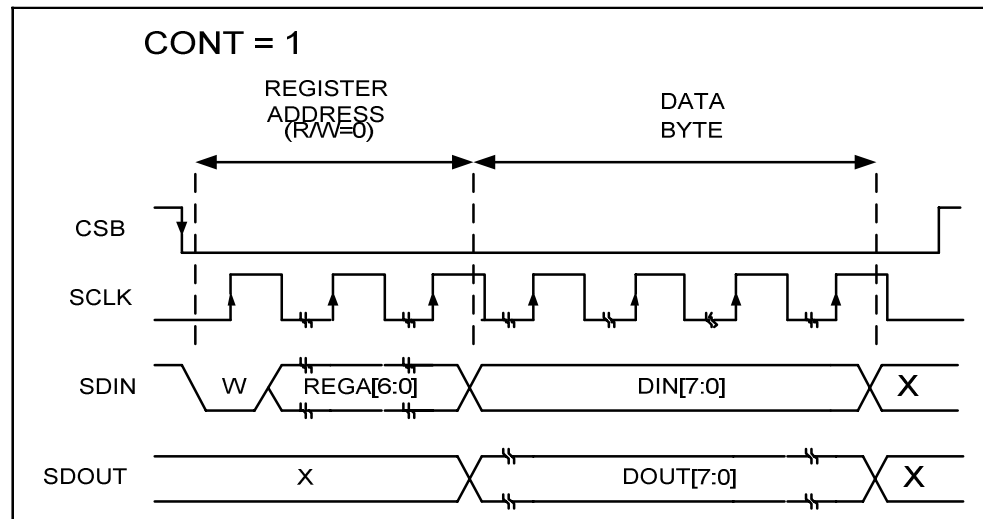 CONT = 1
REGISTER
ADDRESS
(R/W=0)
DATA
BYTE
CSB
SCLK
SDIN
W
REGA[6:0]
DIN[7:0]
X
SDOUT
X
DOUT[7:0]
X